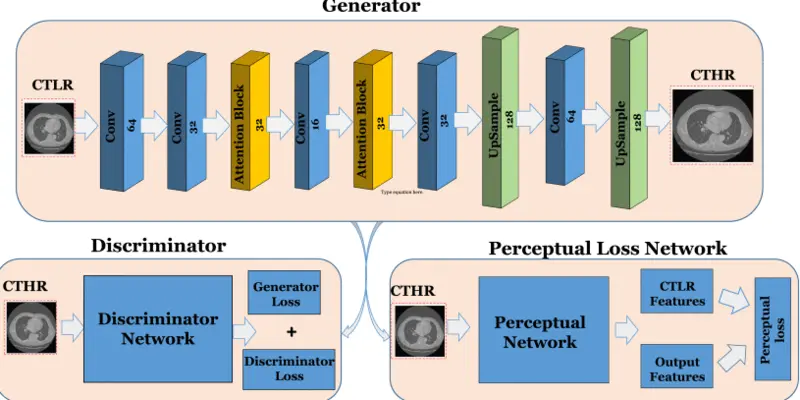 Generator
CTLR
Conv
64
Conv
32
Attention Block
32
Conv
16
Attention Block
32
Conv
32
UpSample
128
Conv
64
UpSample
128
CTHR
Type equation here.
Discriminator
CTHR
Discriminator
Network
Generator
Loss
+
Discriminator
Loss
Perceptual Loss Network
CTHR
Perceptual
Network
CTLR
Features
Output
Features
Perceptual
loss